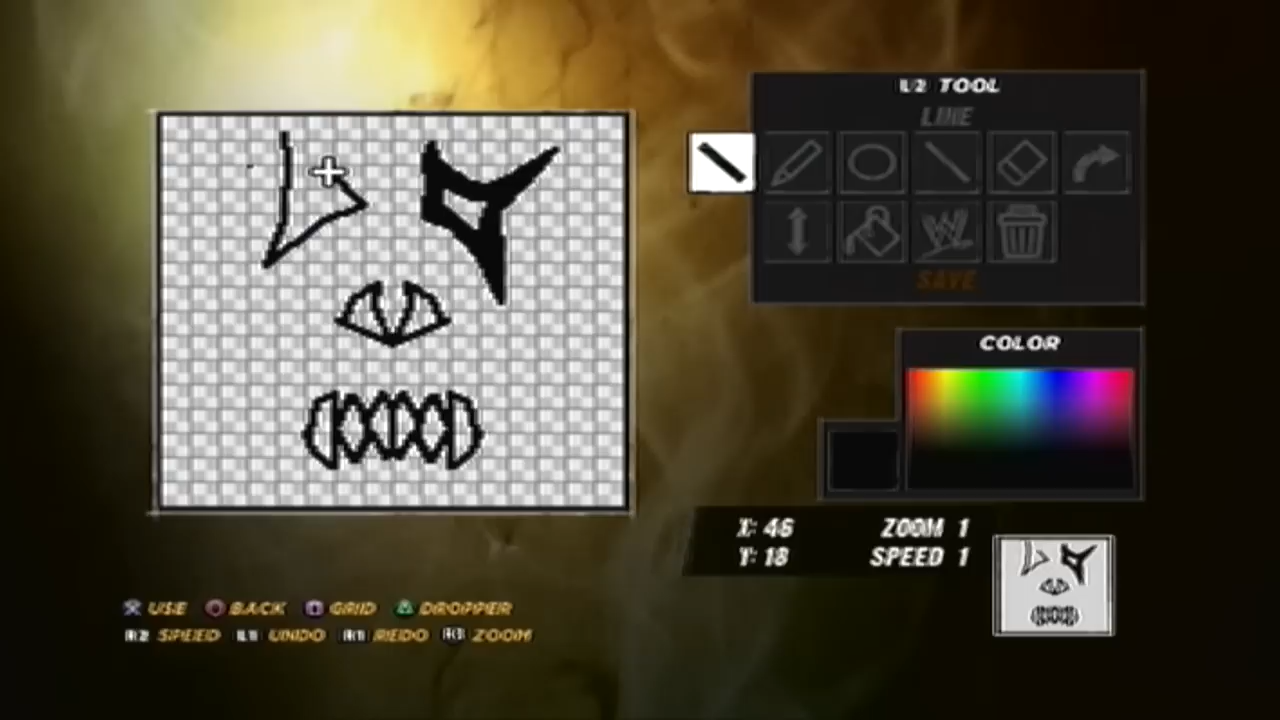 L2 TOOL
LINE
SAVE
COLOR
X: 46 ZOOM 1
Y: 18 SPEED 1
USE BACK GRID DROPPER
R2 SPEED L1 UNDO R1 REDO R3 ZOOM